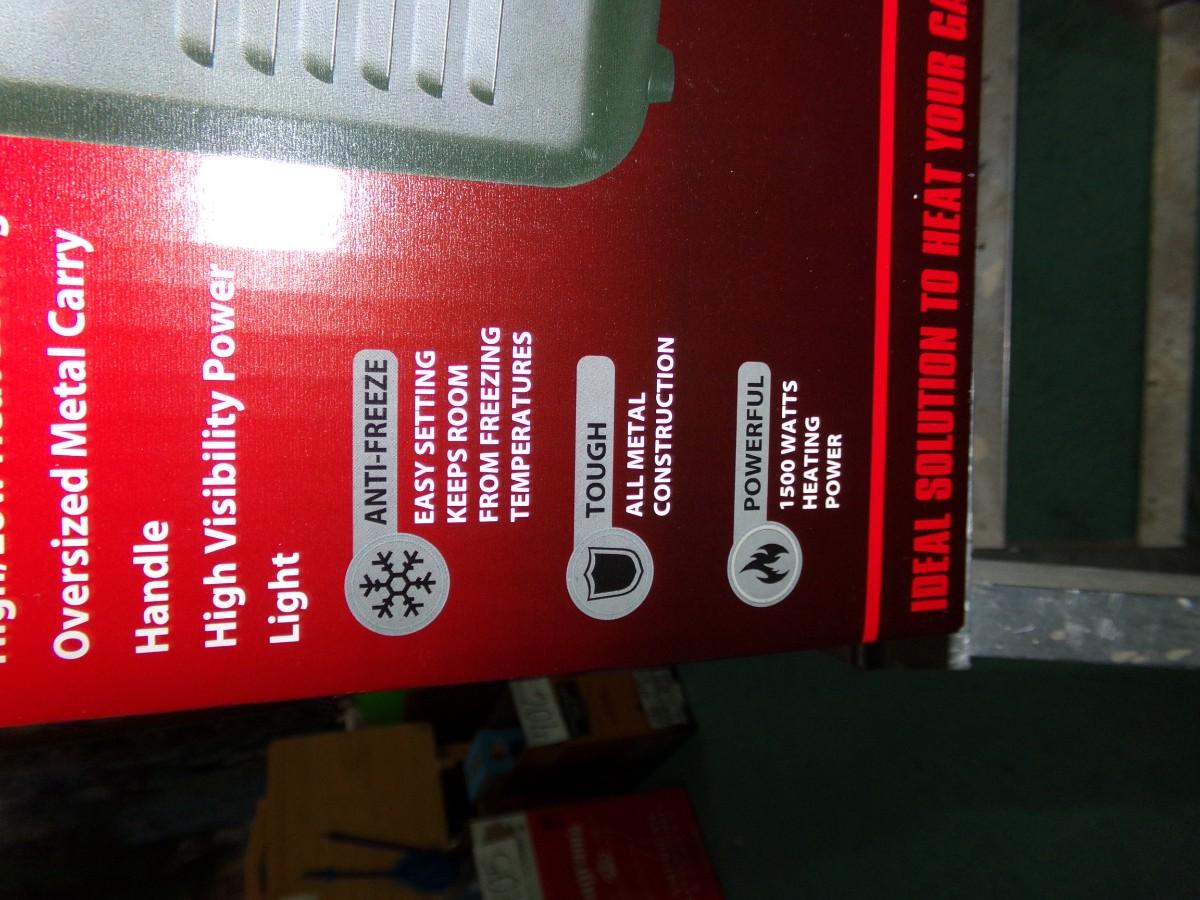 Oversized Metal Carry
Handle
High Visibility Power
Light
ANTI-FREEZE
EASY SETTING
KEEPS ROOM
FROM FREEZING
TEMPERATURES
TOUGH
ALL METAL
CONSTRUCTION
POWERFUL
1500 WATTS
HEATING
POWER
IDEAL SOLUTION TO HEAT YOUR GA